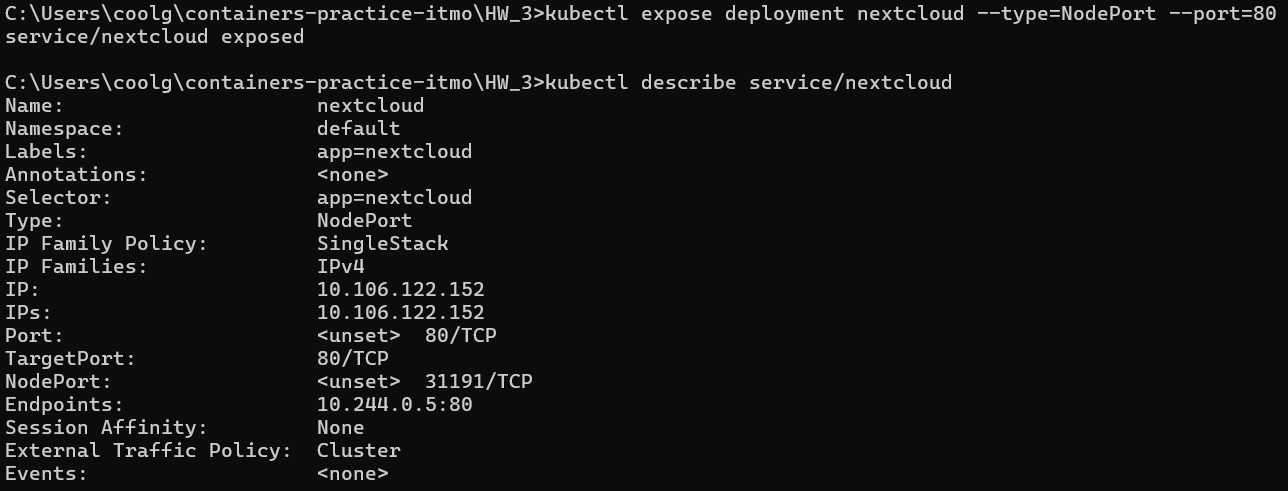 C:\Users\coolg\containers-practice-itmo\HW_3>kubectl expose deployment nextcloud --type=NodePort --port=80
service/nextcloud exposed
C:\Users\coolg\containers-practice-itmo\HW_3>kubectl describe service/nextcloud
Name:                     nextcloud
Namespace:                default
Labels:                   app=nextcloud
Annotations:              <none>
Selector:                 app=nextcloud
Type:                     NodePort
IP Family Policy:         SingleStack
IP Families:              IPv4
IP:                       10.106.122.152
IPs:                      10.106.122.152
Port:                     <unset>  80/TCP
TargetPort:               80/TCP
NodePort:                 <unset>  31191/TCP
Endpoints:                10.244.0.5:80
Session Affinity:         None
External Traffic Policy:  Cluster
Events:                   <none>